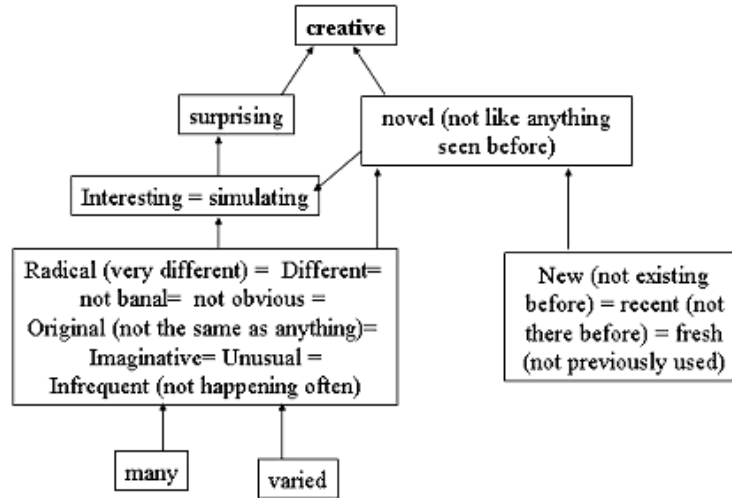 creative
surprising
novel (not like anything
seen before)
Interesting = simulating
Radical (very different) = Different=
not banal= not obvious =
Original (not the same as anything)=
Imaginative= Unusual =
Infrequent (not happening often)
New (not existing
before) = recent (not
there before) = fresh
(not previously used)
many
varied